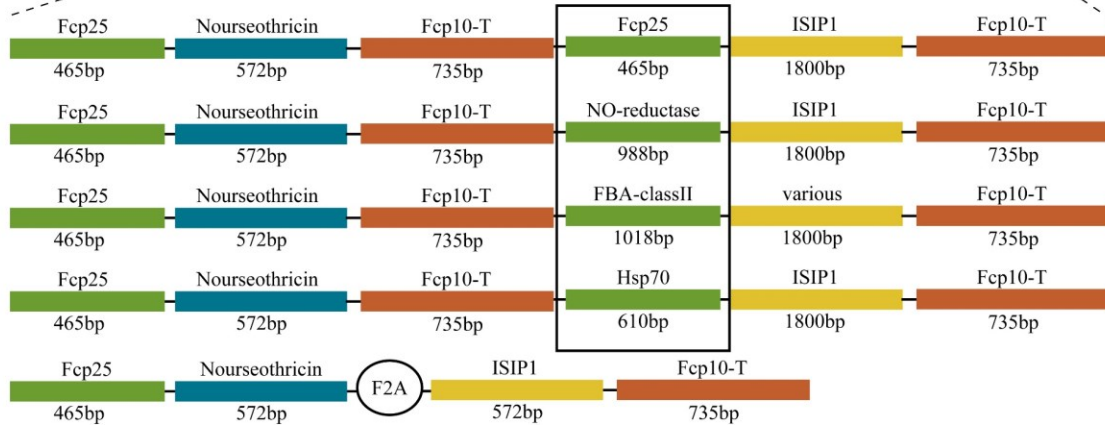 Fcp25 Nourseothricin Fcp10-T Fcp25 ISIP1 Fcp10-T
465bp 572bp 735bp 465bp 1800bp 735bp
Fcp25 Nourseothricin Fcp10-T NO-reductase ISIP1 Fcp10-T
465bp 572bp 735bp 988bp 1800bp 735bp
Fcp25 Nourseothricin Fcp10-T FBA-classII various Fcp10-T
465bp 572bp 735bp 1018bp 1800bp 735bp
Fcp25 Nourseothricin Fcp10-T Hsp70 ISIP1 Fcp10-T
465bp 572bp 735bp 610bp 1800bp 735bp
Fcp25 Nourseothricin F2A ISIP1 Fcp10-T
465bp 572bp 572bp 735bp